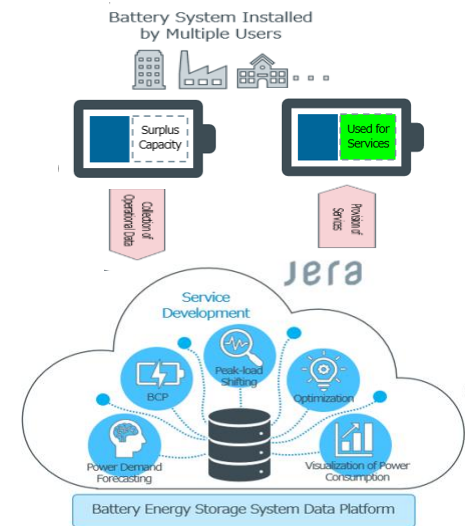 Battery System Installed
by Multiple Users
Surplus
Capacity
Used for
Services
Collection of
Operational Data
Provision of
Services
Jera
Service
Development
Peak-load
Shifting
BCP
Optimization
Power Demand
Forecasting
Visualization of Power
Consumption
Battery Energy Storage System Data Platform